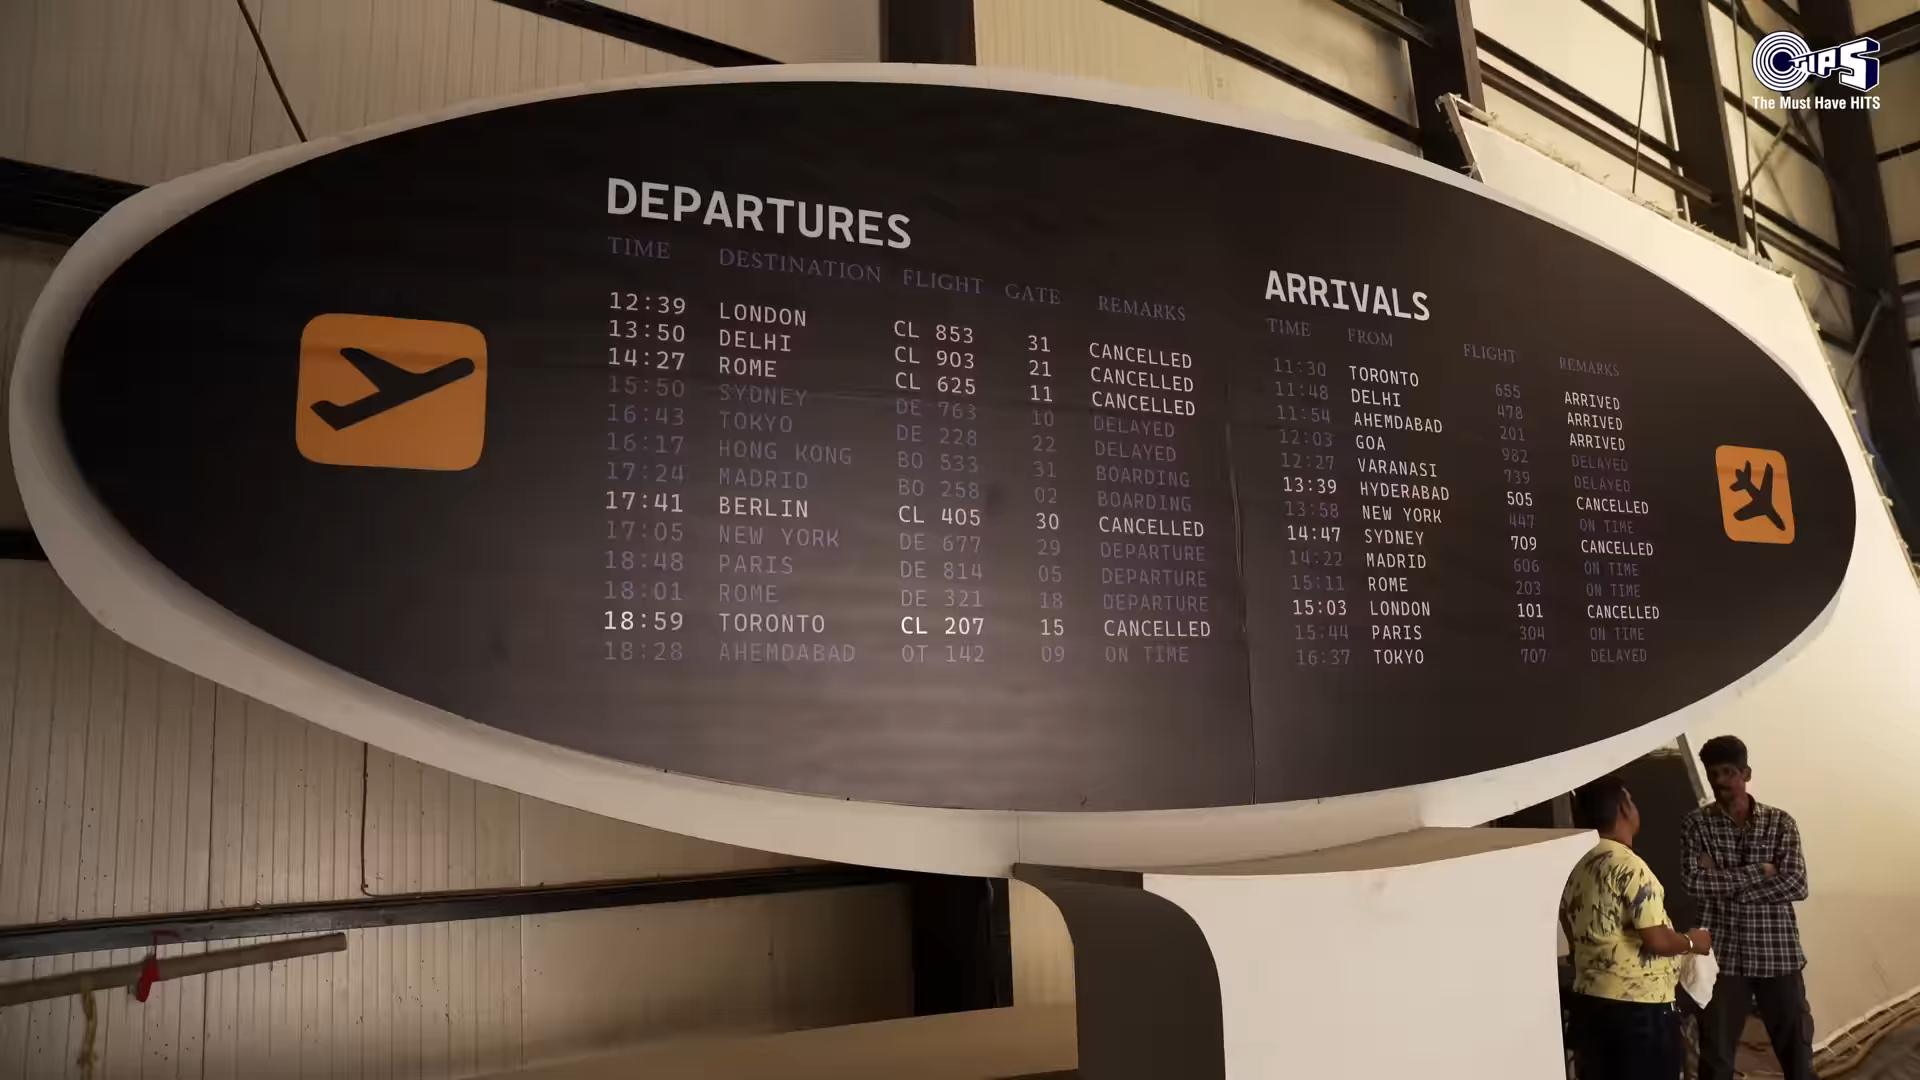 TIPS
The Must Have HITS
DEPARTURES
TIME DESTINATION FLIGHT GATE REMARKS
12:39 LONDON CL 853 31 CANCELLED
13:50 DELHI CL 903 21 CANCELLED
14:27 ROME CL 625 11 CANCELLED
15:50 SYDNEY DE 763 10 DELAYED
16:43 TOKYO DE 228 22 DELAYED
16:17 HONG KONG BO 533 31 BOARDING
17:24 MADRID BO 258 02 BOARDING
17:41 BERLIN CL 405 30 CANCELLED
17:05 NEW YORK DE 677 29 DEPARTURE
18:48 PARIS DE 814 05 DEPARTURE
18:01 ROME DE 321 18 DEPARTURE
18:59 TORONTO CL 207 15 CANCELLED
18:28 AHEMDABAD OT 142 09 ON TIME
ARRIVALS
TIME FROM FLIGHT REMARKS
11:30 TORONTO 655 ARRIVED
11:48 DELHI 478 ARRIVED
11:54 AHEMDABAD 201 ARRIVED
12:03 GOA 982 DELAYED
12:27 VARANASI 739 DELAYED
13:39 HYDERABAD 505 CANCELLED
13:58 NEW YORK 447 ON TIME
14:47 SYDNEY 709 CANCELLED
14:22 MADRID 606 ON TIME
15:11 ROME 203 ON TIME
15:03 LONDON 101 CANCELLED
15:44 PARIS 304 ON TIME
16:37 TOKYO 707 DELAYED